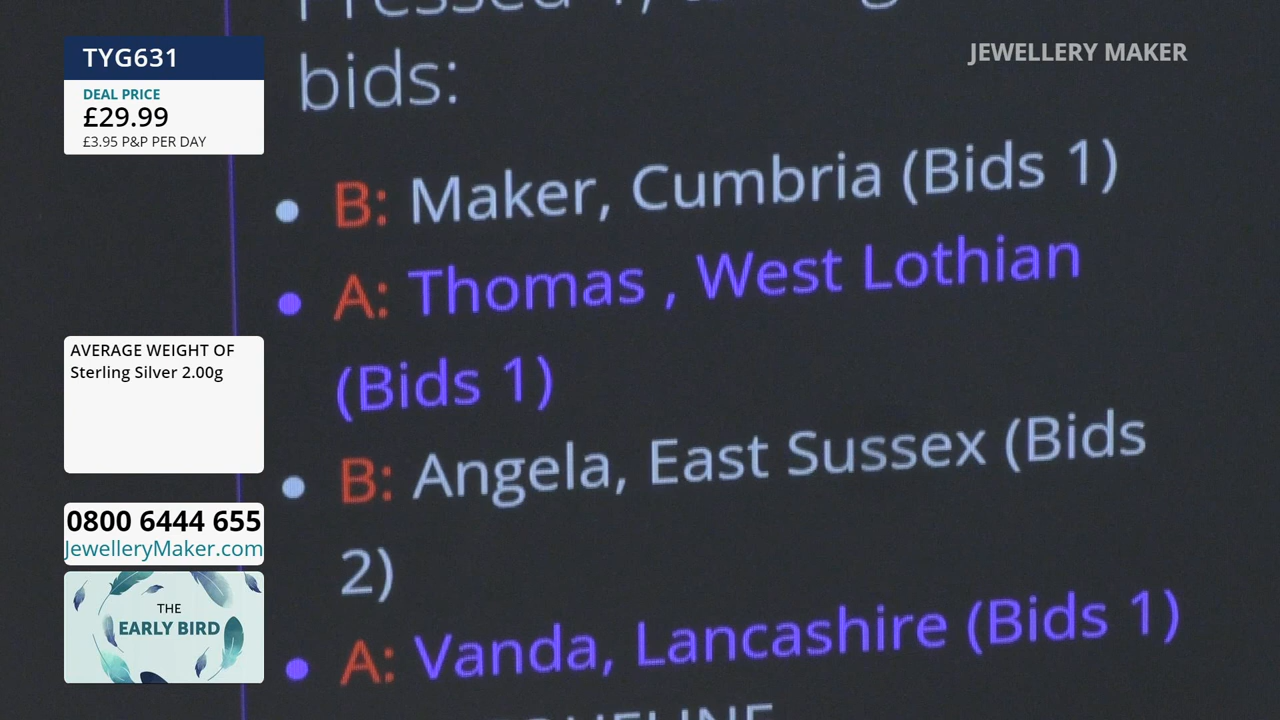 TYG631
DEAL PRICE
£29.99
£3.95 P&P PER DAY
JEWELLERY MAKER
bids:
B: Maker, Cumbria (Bids 1)
A: Thomas , West Lothian
(Bids 1)
B: Angela, East Sussex (Bids
2)
A: Vanda, Lancashire (Bids 1)
AVERAGE WEIGHT OF
Sterling Silver 2.00g
0800 6444 655
JewelleryMaker.com
THE
EARLY BIRD